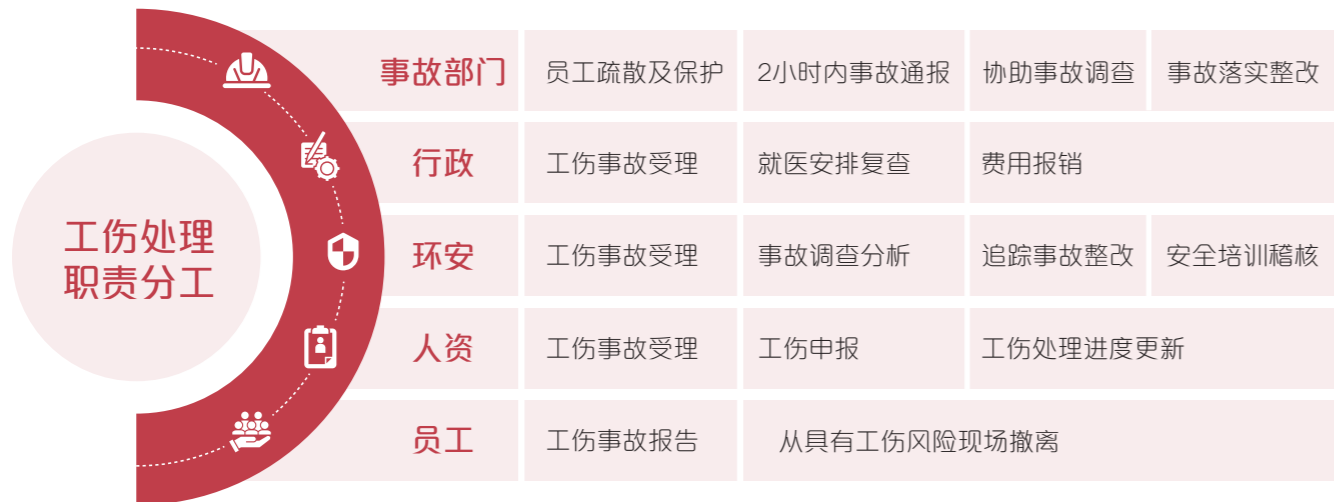 工伤处理
职责分工
事故部门 员工疏散及保护 2小时内事故通报 协助事故调查 事故落实整改
行政 工伤事故受理 就医安排复查 费用报销
环安 工伤事故受理 事故调查分析 追踪事故整改 安全培训稽核
人资 工伤事故受理 工伤申报 工伤处理进度更新
员工 工伤事故报告 从具有工伤风险现场撤离